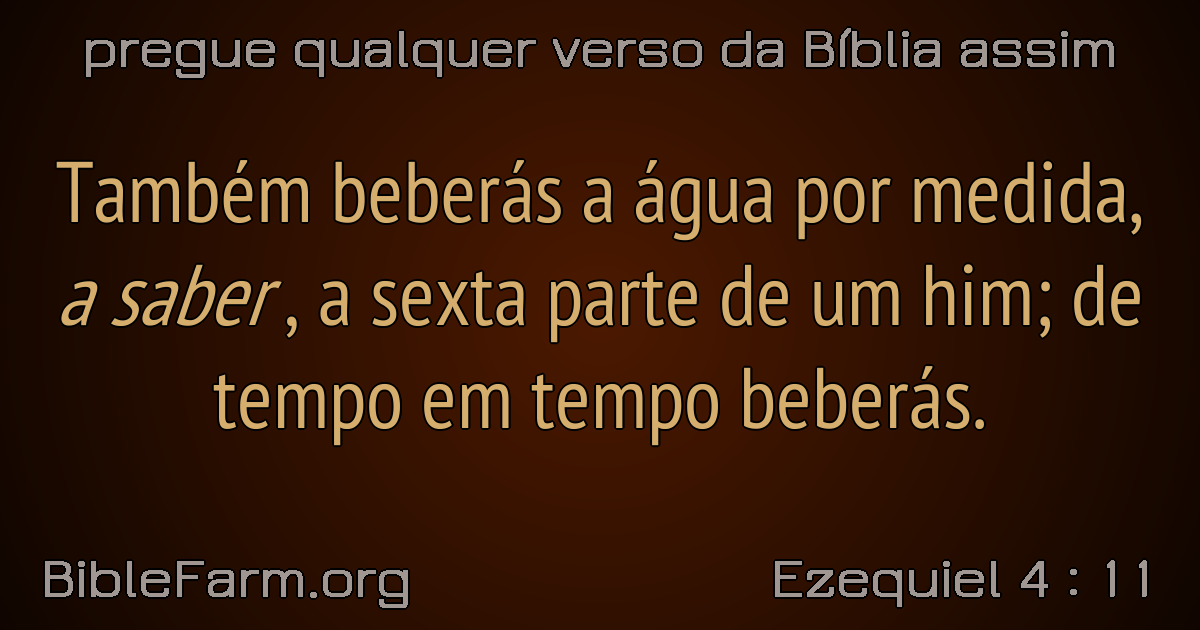 pregue qualquer verso da Bíblia assim
Também beberás a água por medida,
a saber , a sexta parte de um him; de
tempo em tempo beberás.
BibleFarm.org
Ezequiel 4 : 11